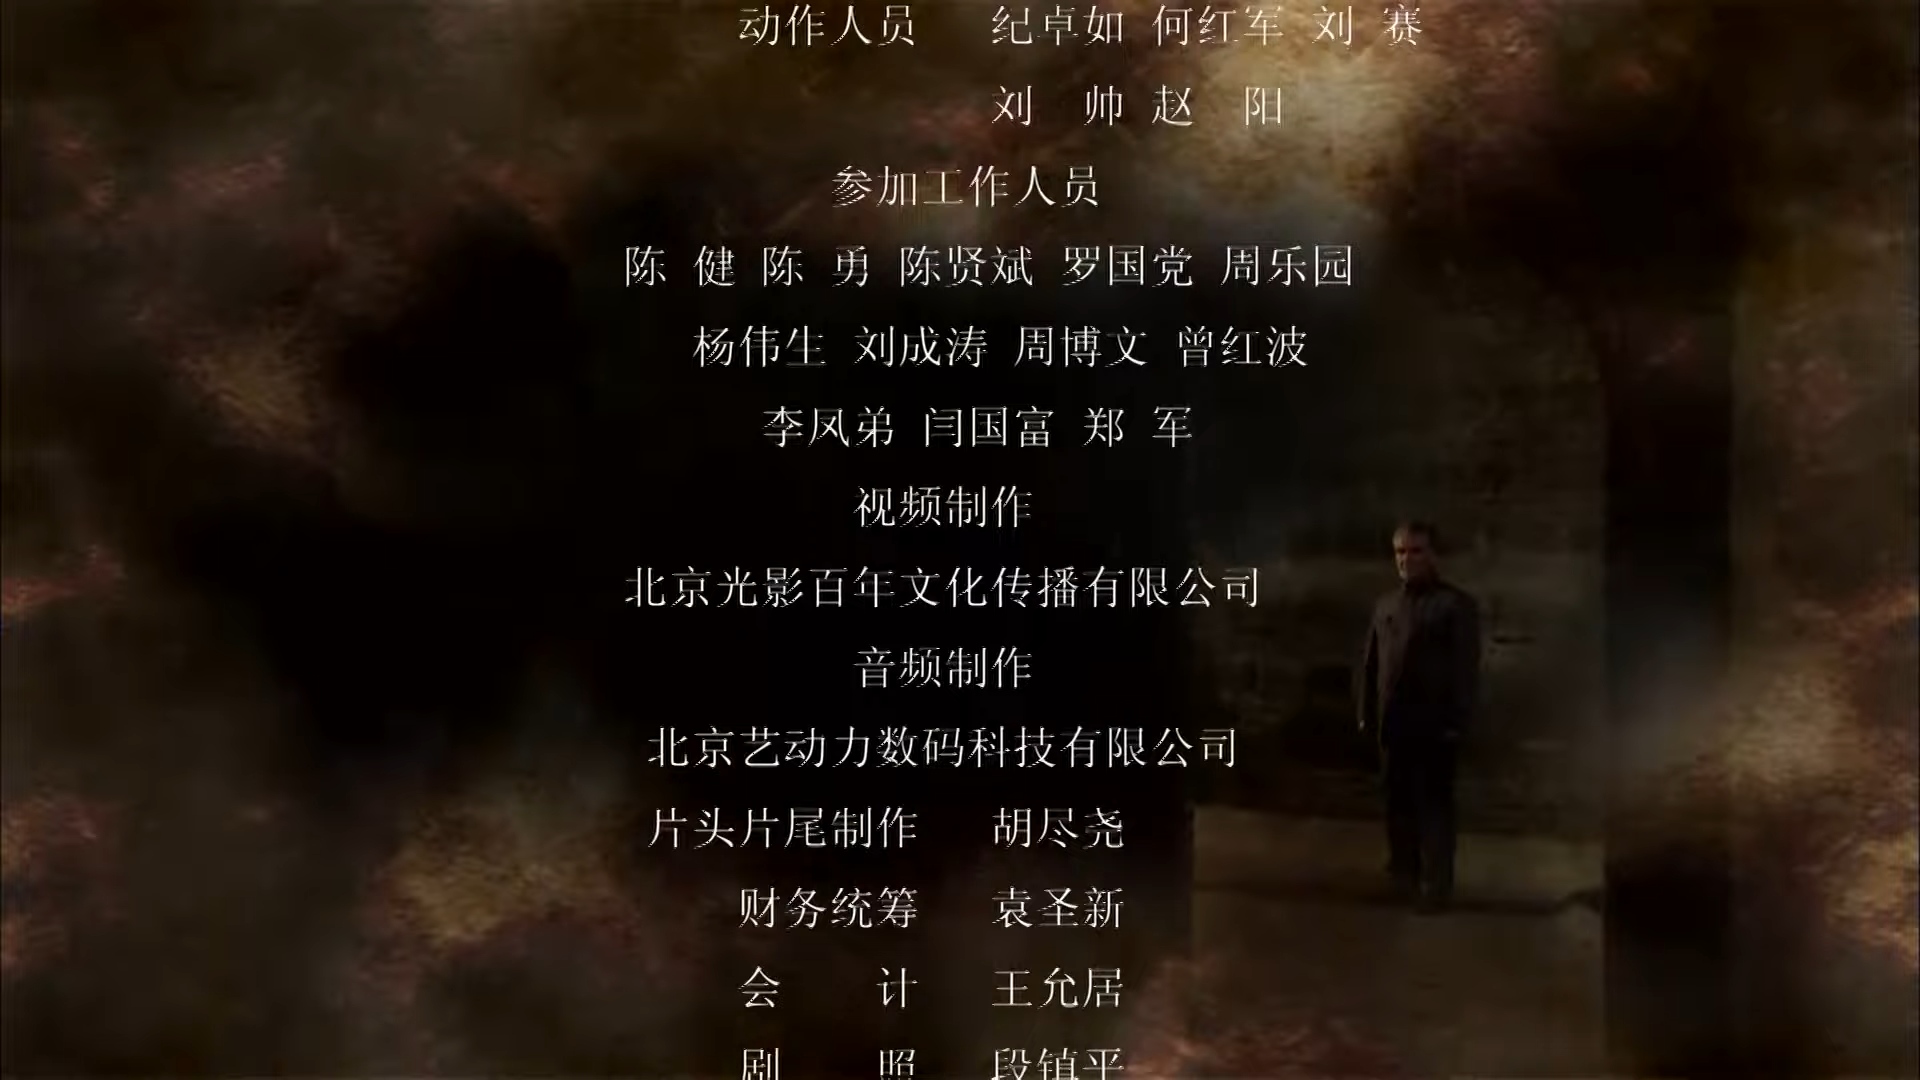 动作人员 纪卓如 何红军 刘 赛
刘 帅 赵 阳
参加工作人员
陈 健 陈 勇 陈贤斌 罗国党 周乐园
杨伟生 刘成涛 周博文 曾红波
李凤弟 闫国富 郑 军
视频制作
北京光影百年文化传播有限公司
音频制作
北京艺动力数码科技有限公司
片头片尾制作 胡尽尧
财务统筹 袁圣新
会 计 王允居
剧 照 段镇平